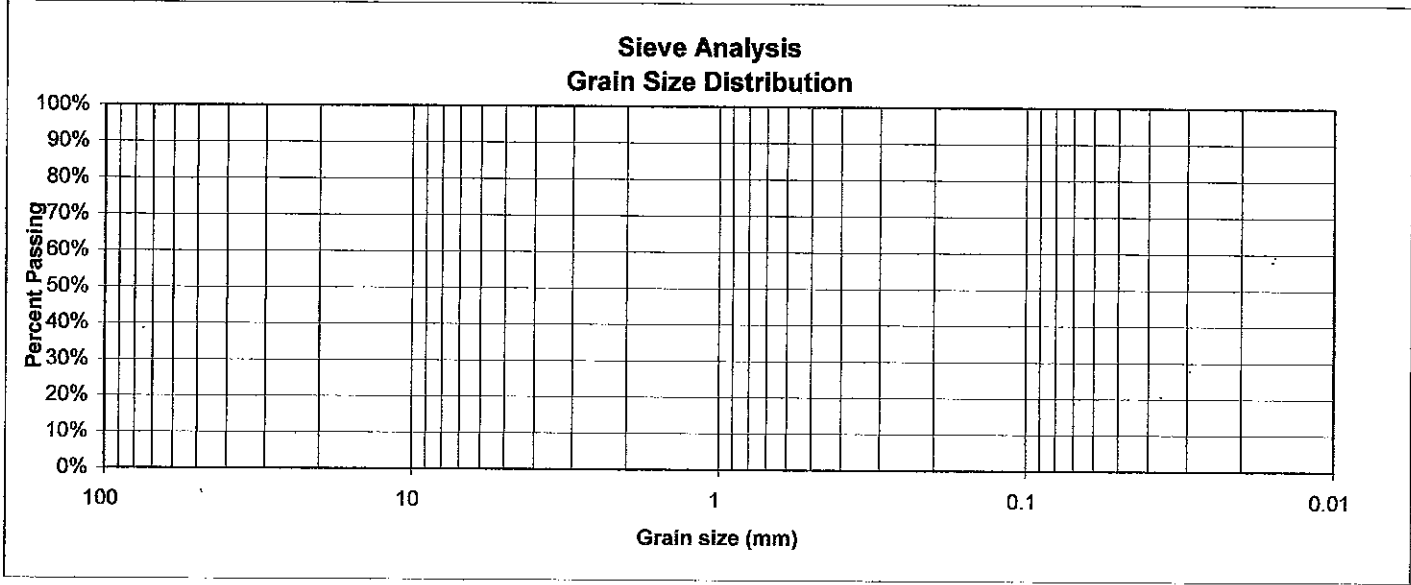 Sieve Analysis
Grain Size Distribution
Percent Passing
100%
90%
80%
70%
60%
50%
40%
30%
20%
10%
0%
100 10 1 0.1 0.01
Grain size (mm)